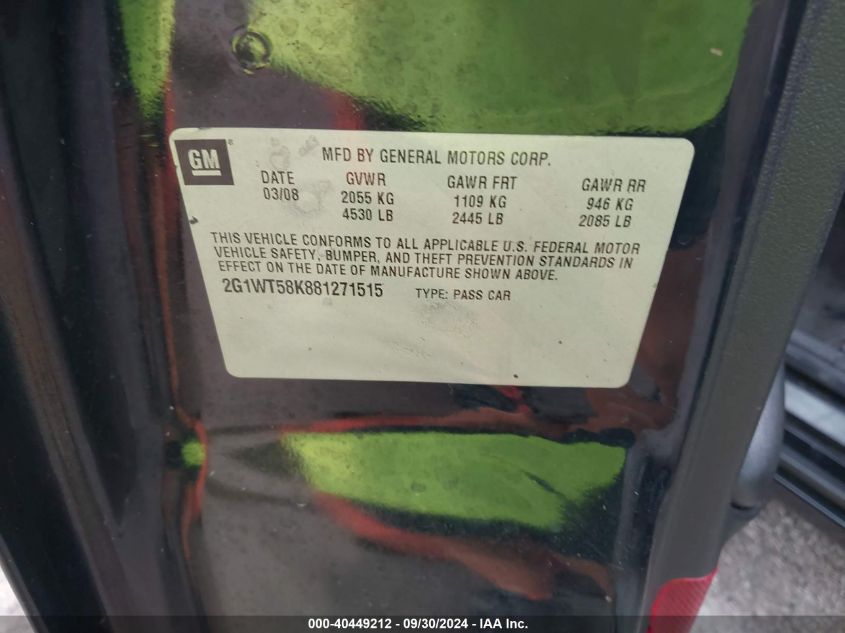 GM ®
MFD BY GENERAL MOTORS CORP.
DATE GVWR GAWR FRT GAWR RR
03/08 2055 KG 1109 KG 946 KG
4530 LB 2445 LB 2085 LB
THIS VEHICLE CONFORMS TO ALL APPLICABLE U.S. FEDERAL MOTOR
VEHICLE SAFETY, BUMPER, AND THEFT PREVENTION STANDARDS IN
EFFECT ON THE DATE OF MANUFACTURE SHOWN ABOVE.
2G1WT58K881271515 TYPE: PASS CAR
000-40449212 - 09/30/2024 - IAA Inc.